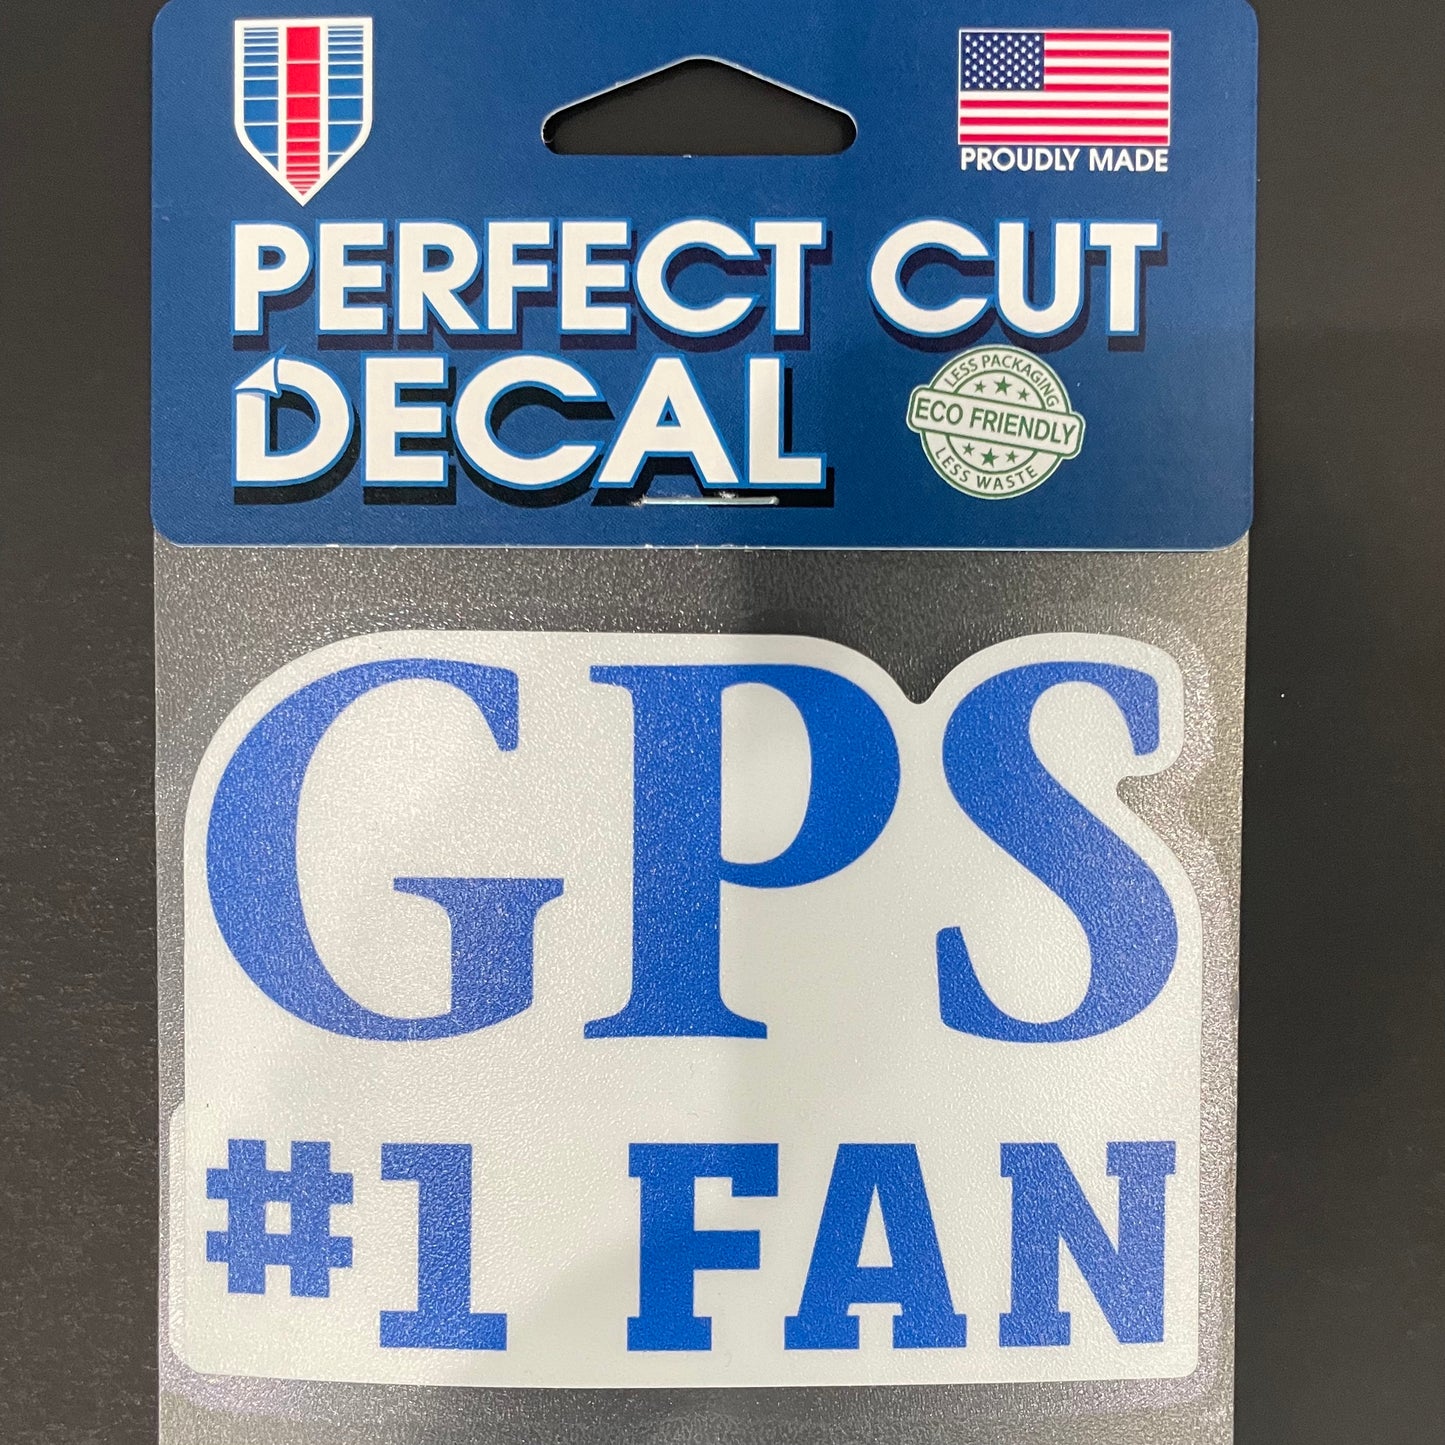 PROUDLY MADE
PERFECT CUT
DECAL
LESS PACKAGING
ECO FRIENDLY
LESS WASTE
GPS
#1 FAN